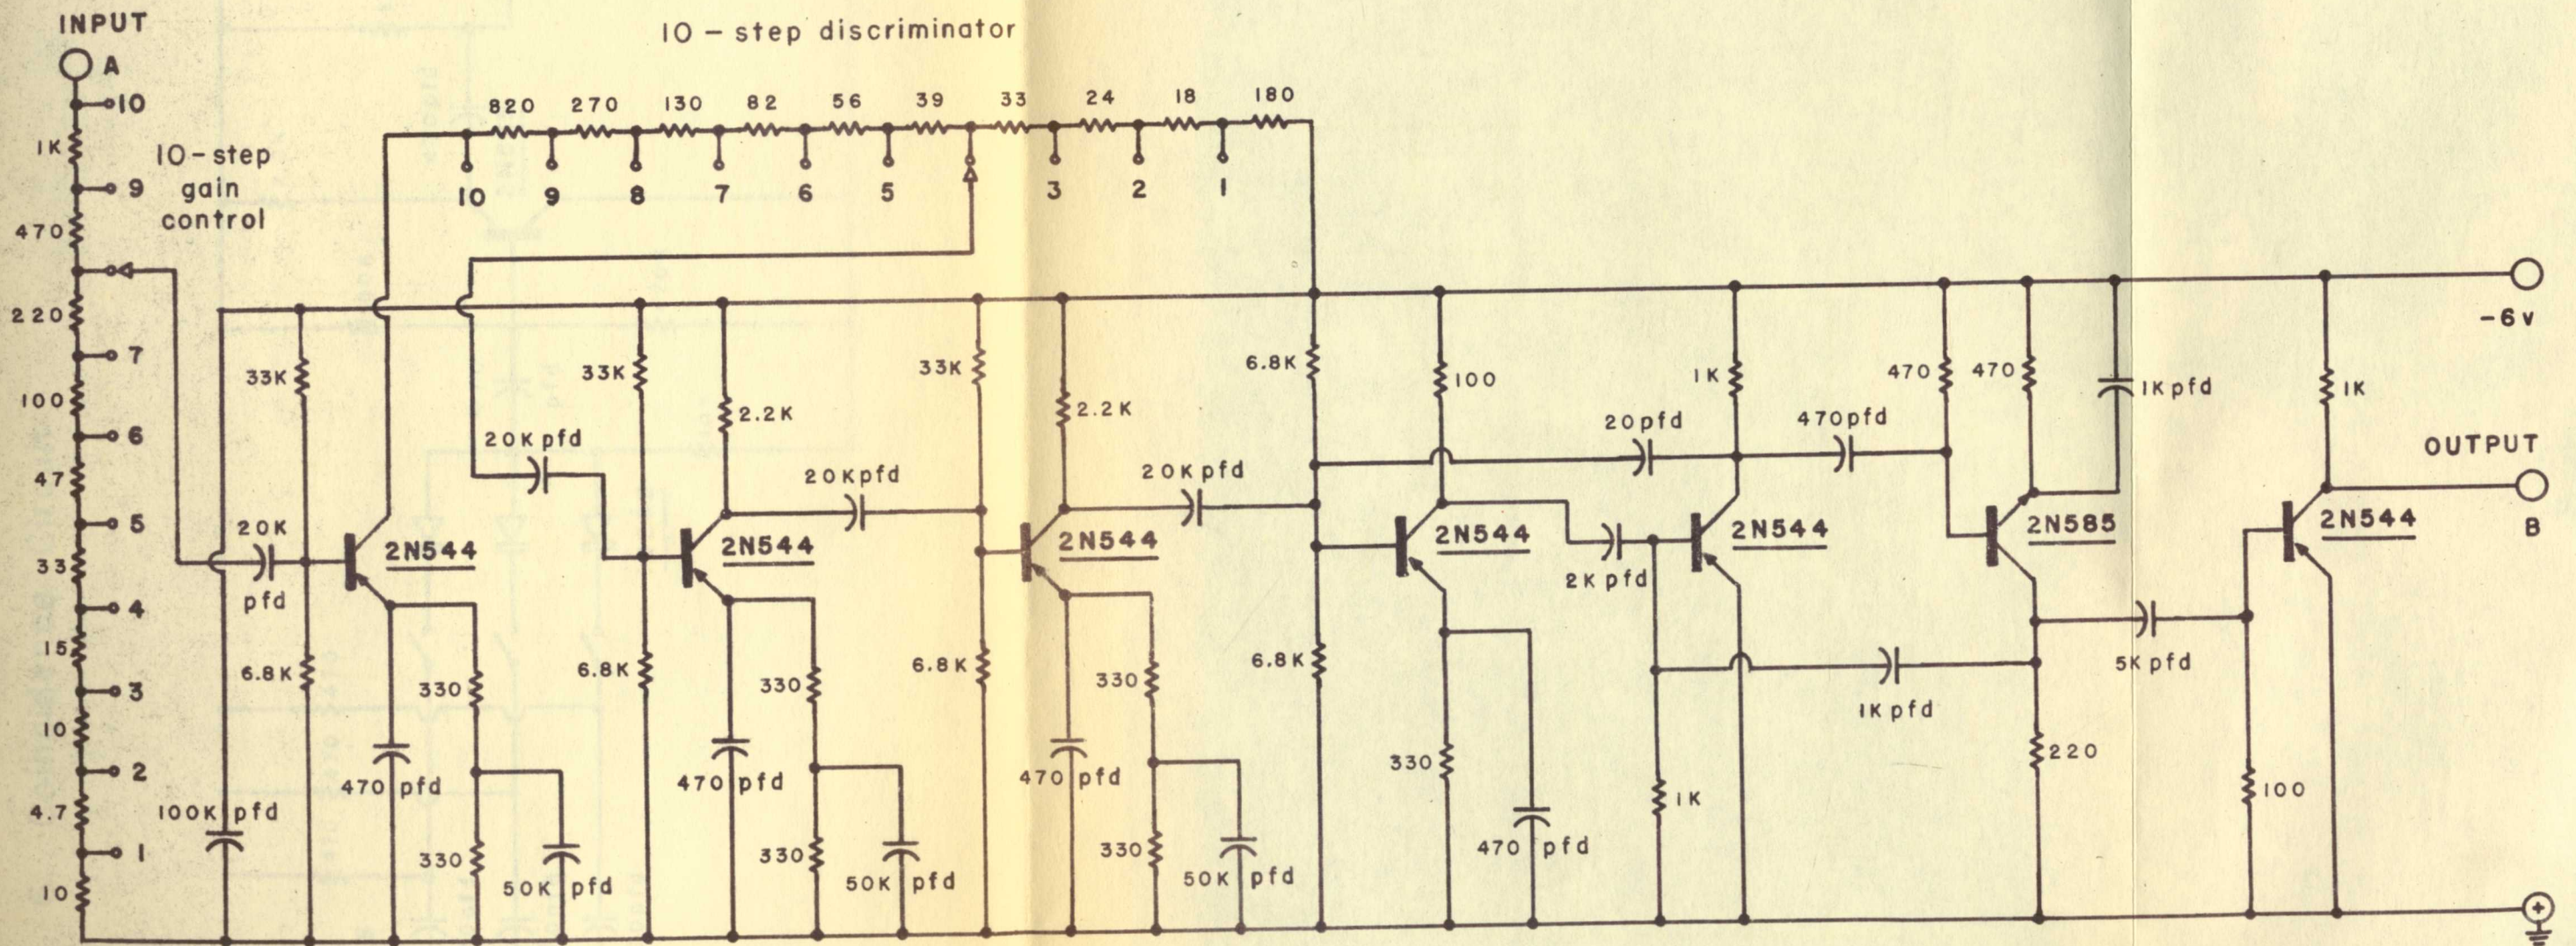 INPUT
A
10
1K
9
470
220
7
100
6
47
5
33
4
15
3
10
2
4.7
1
10
10-step
gain
control
10-step discriminator
820 270 130 82 56 39 33 24 18 180
10 9 8 7 6 5 3 2 1
33K
20K
pfd
2N544
6.8K
100K pfd
470 pfd
330
330
50K pfd
33K
2.2K
20K pfd
2N544
6.8K
470 pfd
330
330
50K pfd
33K
2.2K
20K pfd
2N544
6.8K
470 pfd
330
330
50K pfd
6.8K
20K pfd
6.8K
100
2N544
330
470 pfd
20 pfd
1K
2K pfd
2N544
1K
470 pfd
470
470
1K pfd
2N585
1K pfd
220
5K pfd
100
1K
2N544
-6v
OUTPUT
B
+